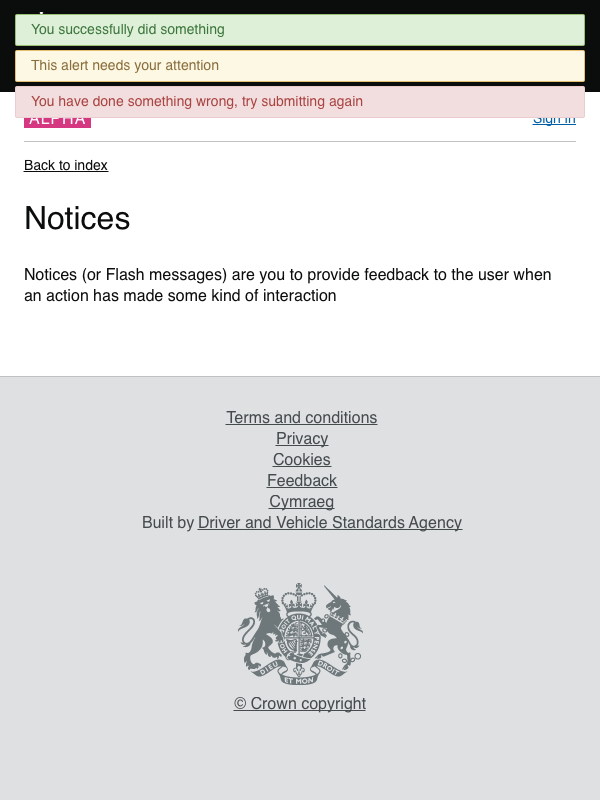 You successfully did something
This alert needs your attention
You have done something wrong, try submitting again
ALPHA
Sign in
Back to index
Notices
Notices (or Flash messages) are you to provide feedback to the user when
an action has made some kind of interaction
Terms and conditions
Privacy
Cookies
Feedback
Cymraeg
Built by Driver and Vehicle Standards Agency
DIEU ET MON DROIT
© Crown copyright